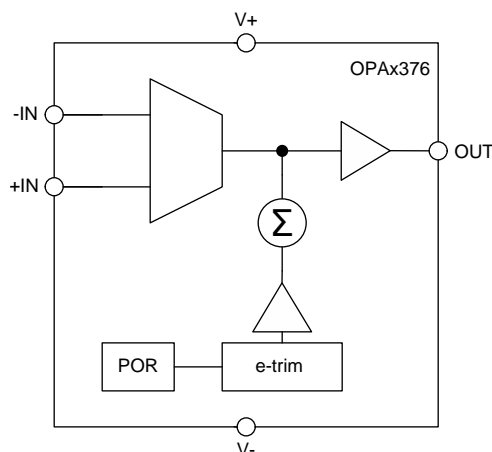 V+
OPAx376
-IN
OUT
+IN
Σ
POR
e-trim
V-